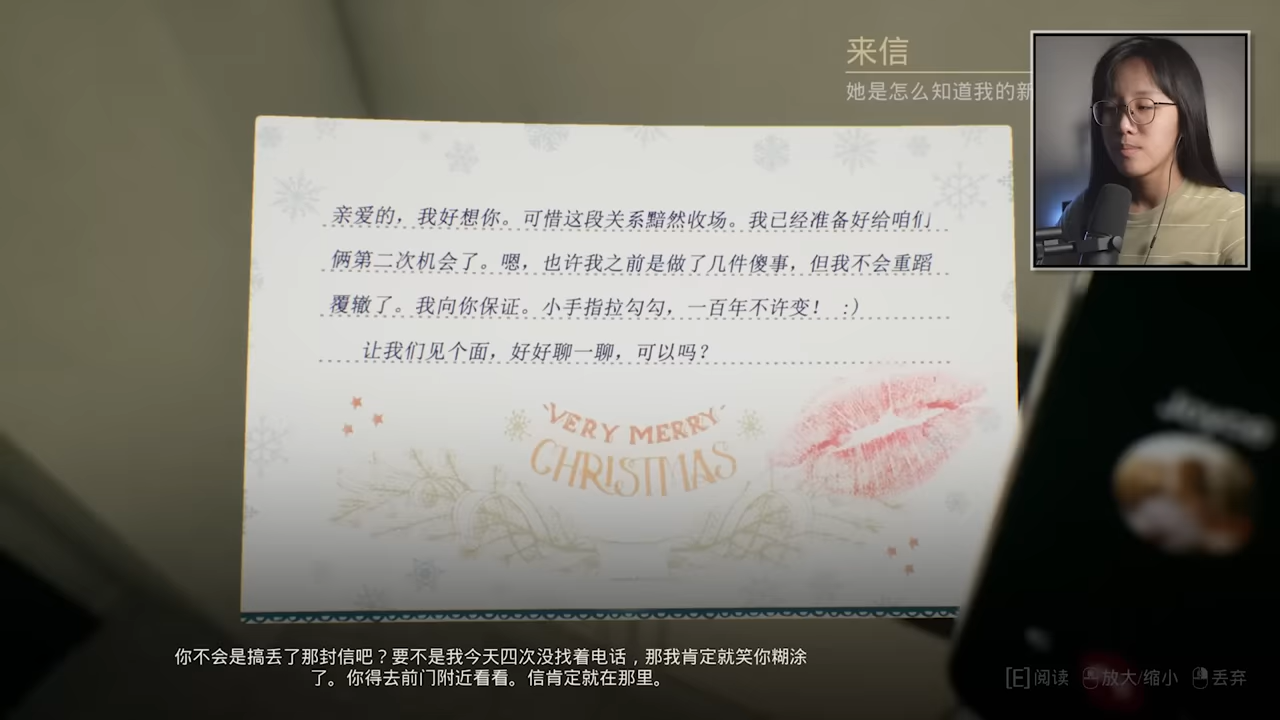 来信
她是怎么知道我的新
亲爱的，我好想你。可惜这段关系黯然收场。我已经准备好给咱们
俩第二次机会了。嗯，也许我之前是做了几件傻事，但我不会重蹈
覆辙了。我向你保证。小手指拉勾勾，一百年不许变！ :)
让我们见个面，好好聊一聊，可以吗？
VERY MERRY
CHRISTMAS
你不会是搞丢了那封信吧？要不是我今天四次没找着电话，那我肯定就笑你糊涂
了。你得去前门附近看看。信肯定就在那里。
[E]阅读 放大/缩小 丢弃